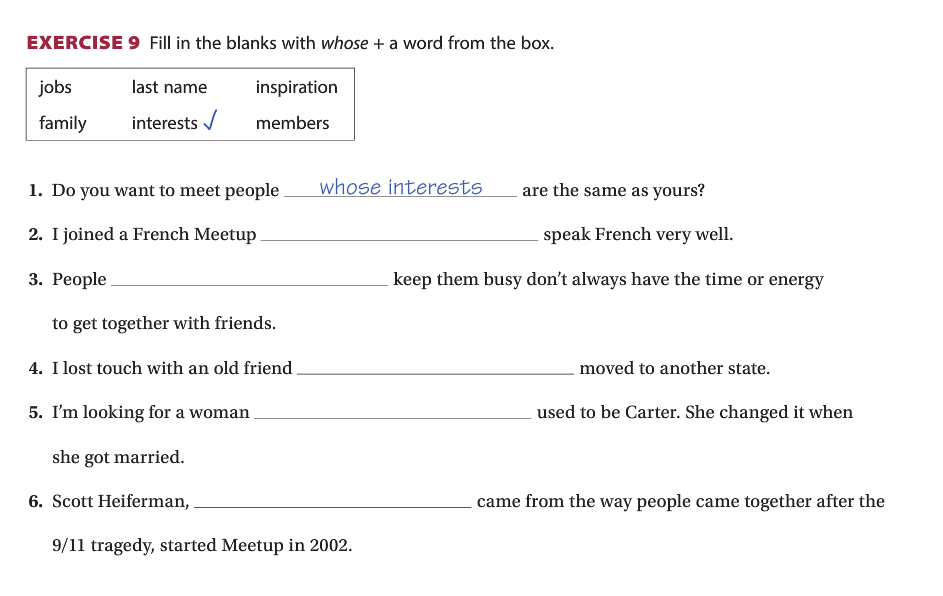 EXERCISE 9 Fill in the blanks with whose + a word from the box.
jobs last name inspiration
family interests ✓ members
1. Do you want to meet people whose interests are the same as yours?
2. I joined a French Meetup ______ speak French very well.
3. People ______ keep them busy don't always have the time or energy
to get together with friends.
4. I lost touch with an old friend ______ moved to another state.
5. I'm looking for a woman ______ used to be Carter. She changed it when
she got married.
6. Scott Heiferman, ______ came from the way people came together after the
9/11 tragedy, started Meetup in 2002.